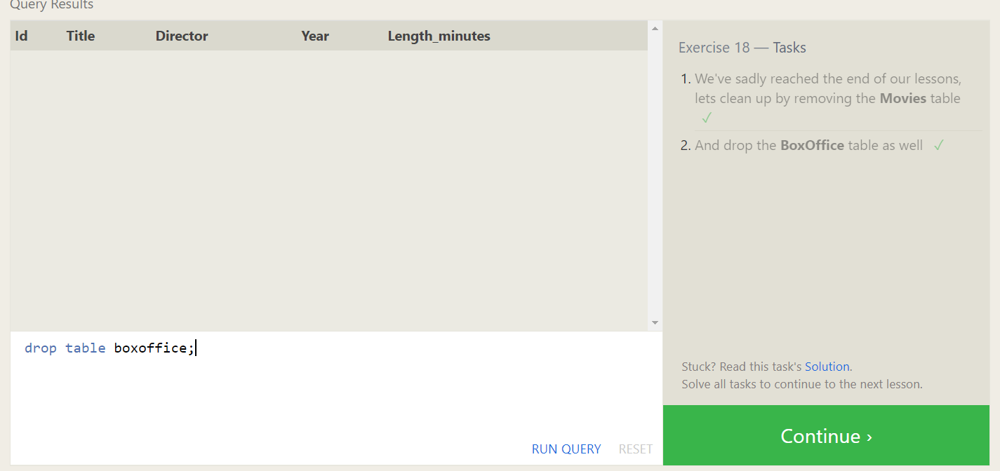 Query Results
Id Title Director Year Length_minutes
drop table boxoffice;
RUN QUERY RESET
Exercise 18 — Tasks
1. We've sadly reached the end of our lessons,
lets clean up by removing the Movies table
✓
2. And drop the BoxOffice table as well ✓
Stuck? Read this task's Solution.
Solve all tasks to continue to the next lesson.
Continue ›